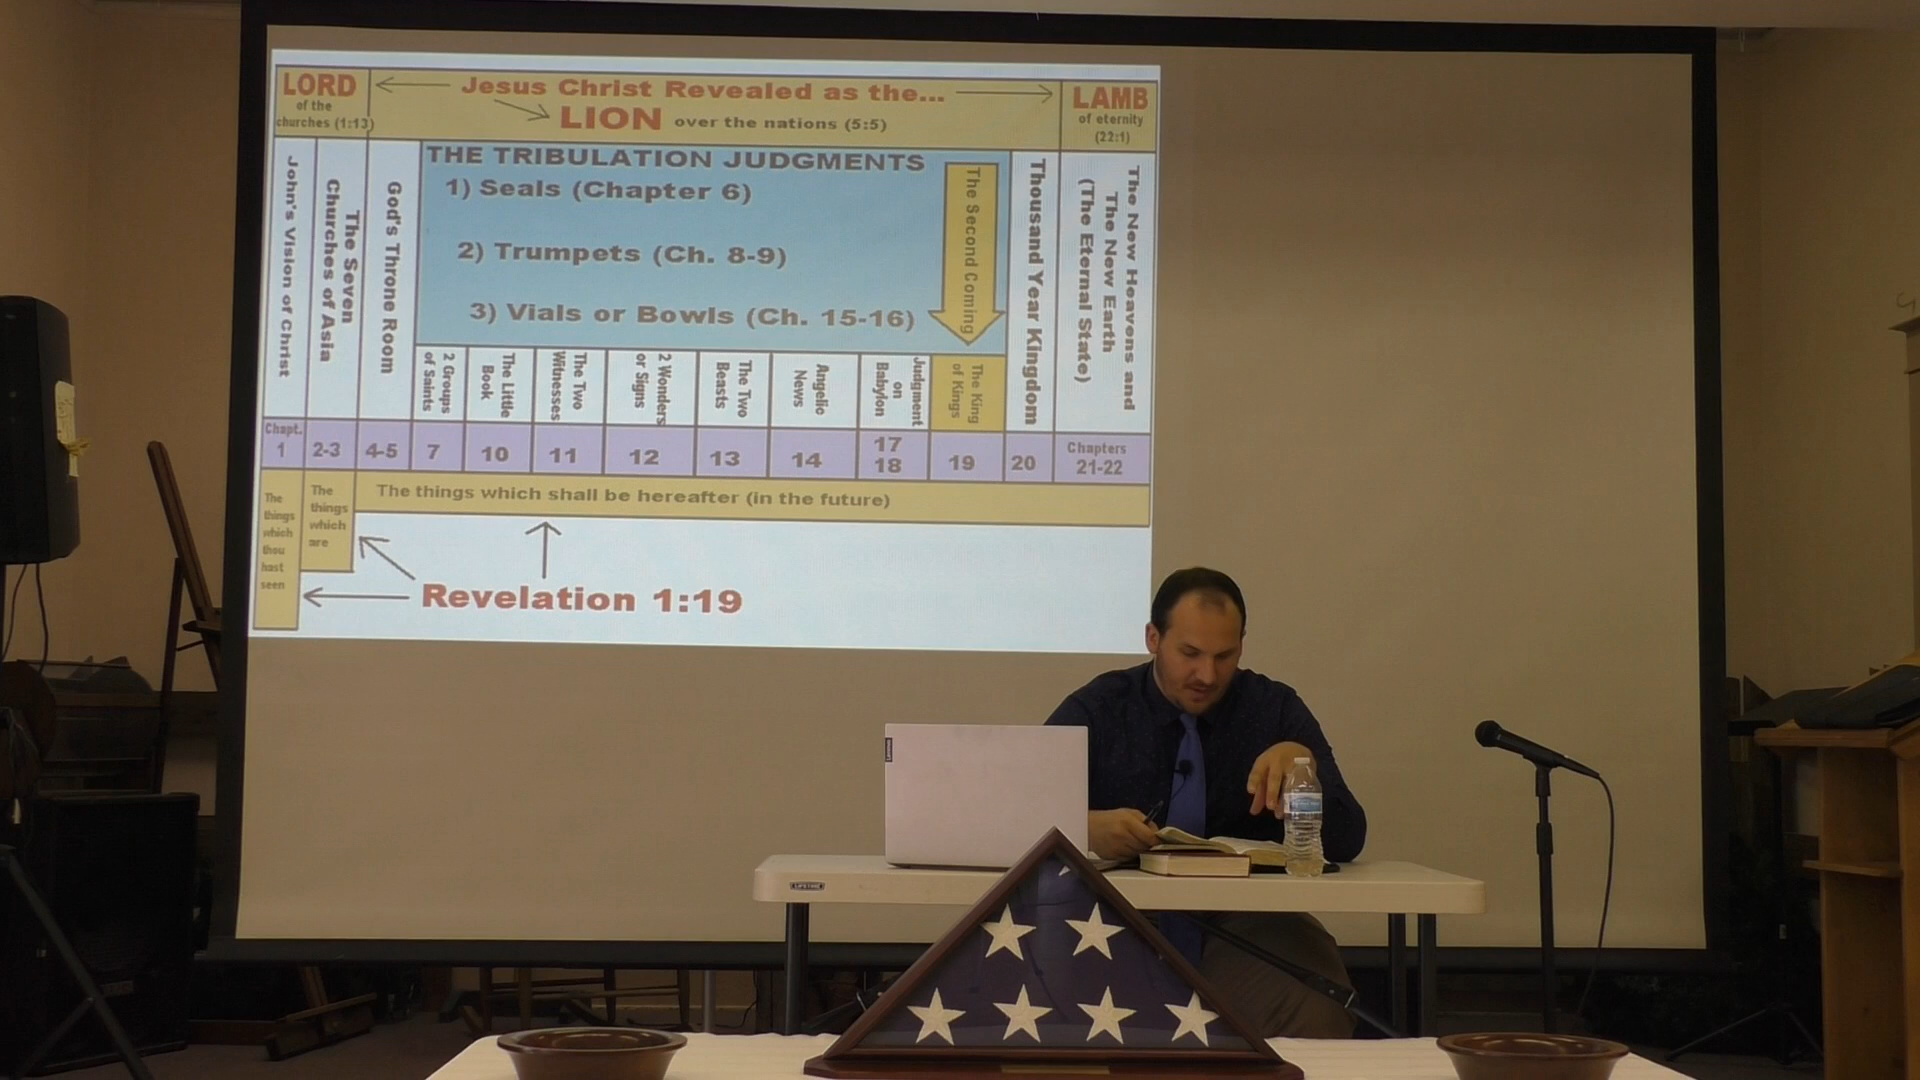 LORD
of the
churches (1:13)
Jesus Christ Revealed as the...
LION over the nations (5:5)
LAMB
of eternity
(22:1)
John's Vision of Christ
The Seven
Churches of Asia
God's Throne Room
THE TRIBULATION JUDGMENTS
1) Seals (Chapter 6)
2) Trumpets (Ch. 8-9)
3) Vials or Bowls (Ch. 15-16)
The Second Coming
Thousand Year Kingdom
The New Heavens and
The New Earth
(The Eternal State)
2 Groups
of Saints
The Little
Book
The Two
Witnesses
2 Wonders
or Signs
The Two
Beasts
Angelic
News
Judgment
on
Babylon
The King
of Kings
Chapt.
1
2-3
4-5
7
10
11
12
13
14
17
18
19
20
Chapters
21-22
The
things
which
thou
hast
seen
The
things
which
are
The things which shall be hereafter (in the future)
Revelation 1:19
Lenovo
LIFETIME